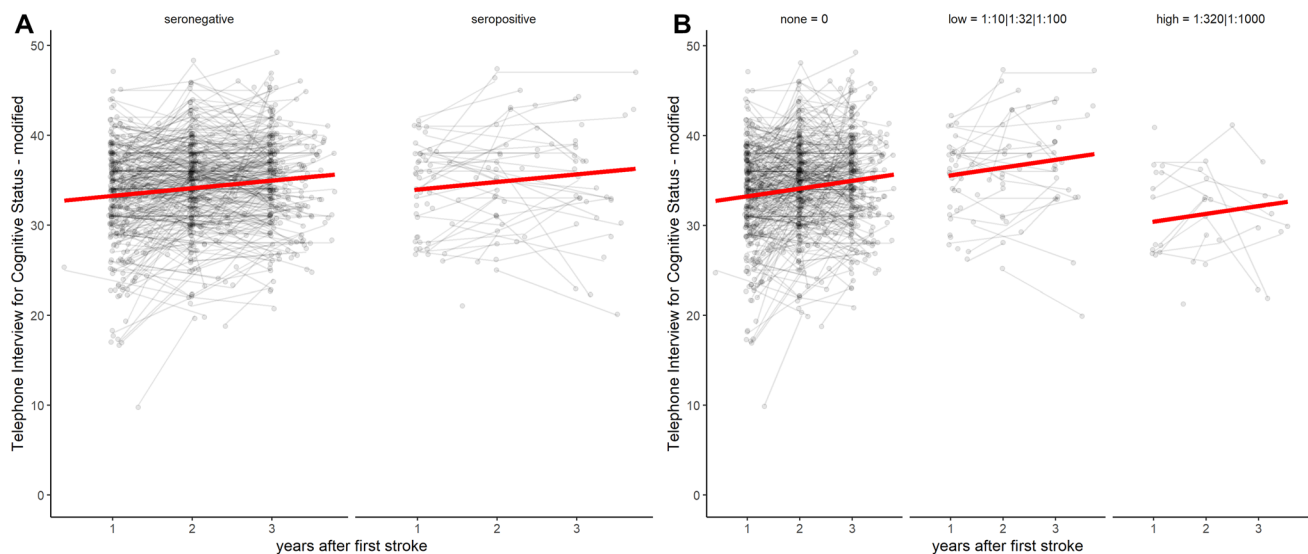 A
seronegative
seropositive
Telephone Interview for Cognitive Status - modified
50
40
30
20
10
0
1 2 3
1 2 3
years after first stroke
B
none = 0
low = 1:10|1:32|1:100
high = 1:320|1:1000
Telephone Interview for Cognitive Status - modified
50
40
30
20
10
0
1 2 3
1 2 3
1 2 3
years after first stroke